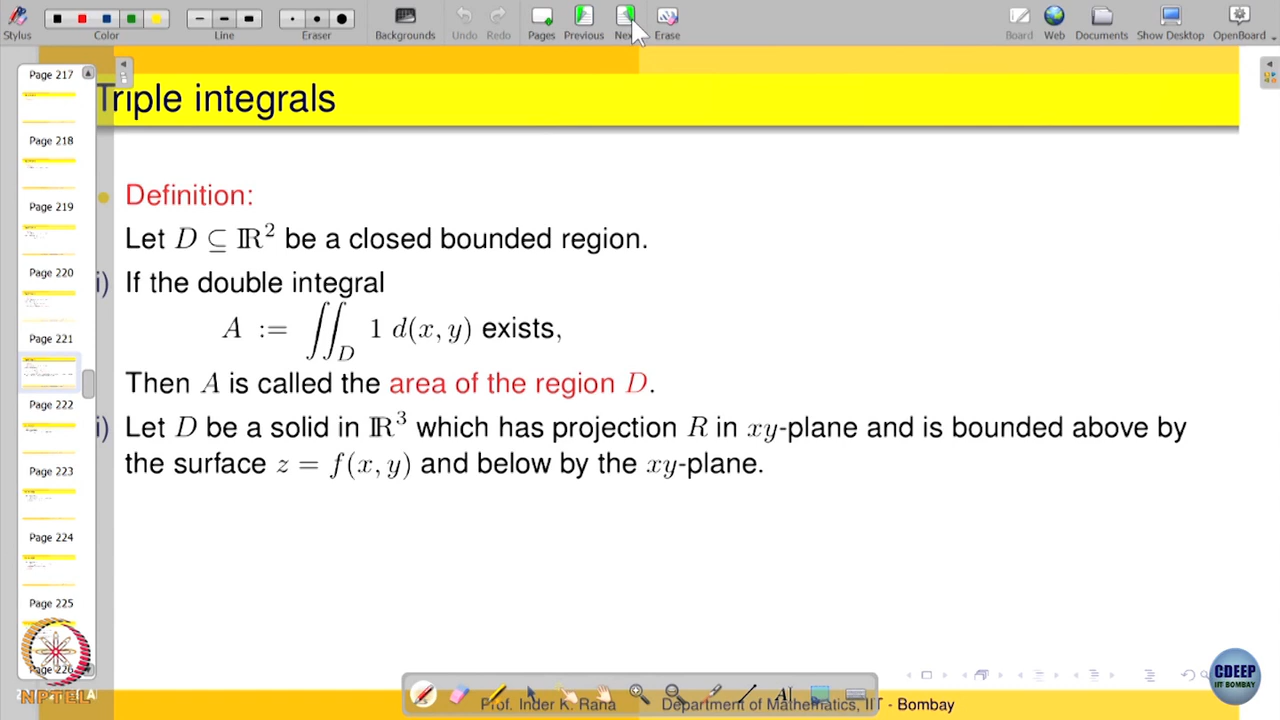 Stylus
Color
Line
Eraser
Backgrounds
Undo
Redo
Pages
Previous
Erase
Board
Web
Documents
Show Desktop
OpenBoard
Triple integrals
Page 217
Page 218
Page 219
Page 220
Page 221
Page 222
Page 223
Page 224
Page 225
Page 226
Definition:
Let D ⊆ ℝ² be a closed bounded region.
i) If the double integral
A := ∬_D 1 d(x, y) exists,
Then A is called the area of the region D.
i) Let D be a solid in ℝ³ which has projection R in xy-plane and is bounded above by
the surface z = f(x, y) and below by the xy-plane.
NPTEL
CDEEP
IIT BOMBAY
Prof. Inder K. Rana
Department of Mathematics, IIT - Bombay